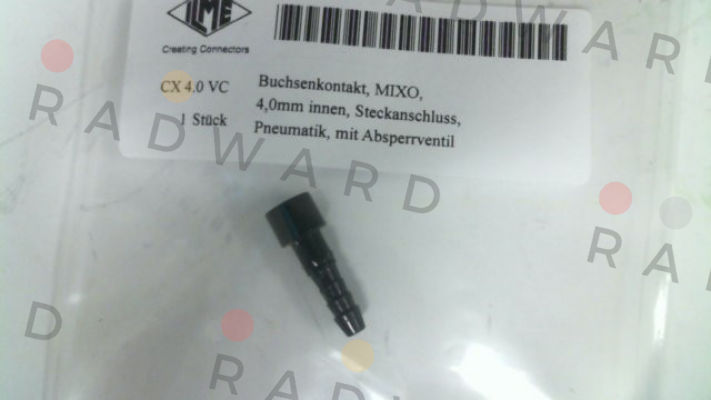 ILME
Creating Connectors
CX 4.0 VC
1 Stück
Buchsenkontakt, MIXO,
4,0mm innen, Steckanschluss,
Pneumatik, mit Absperrventil
RADWARD
RADWARD
RA
D
RADWARD